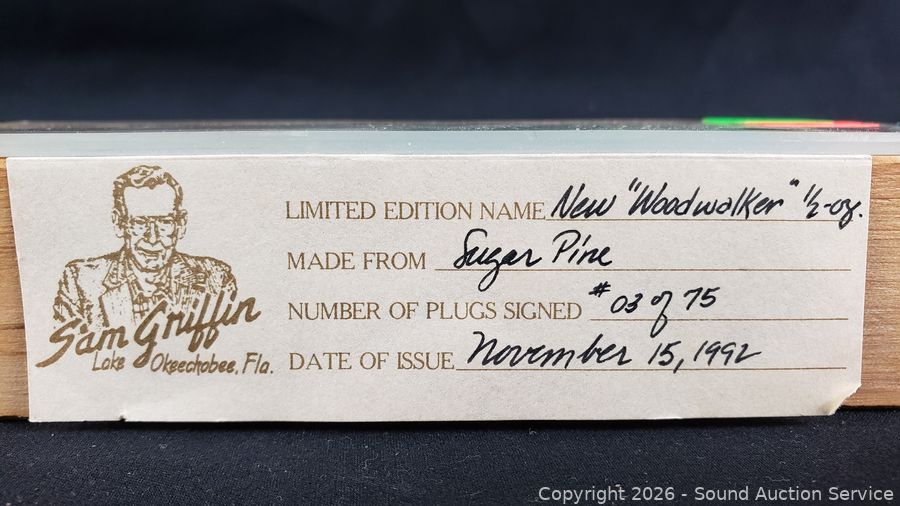 LIMITED EDITION NAME New "Woodwalker" ½-oz.
MADE FROM Sugar Pine
NUMBER OF PLUGS SIGNED #03 of 75
DATE OF ISSUE November 15, 1992
Sam Griffin
Lake Okeechobee, Fla.
Copyright © 2026 - Sound Auction Service